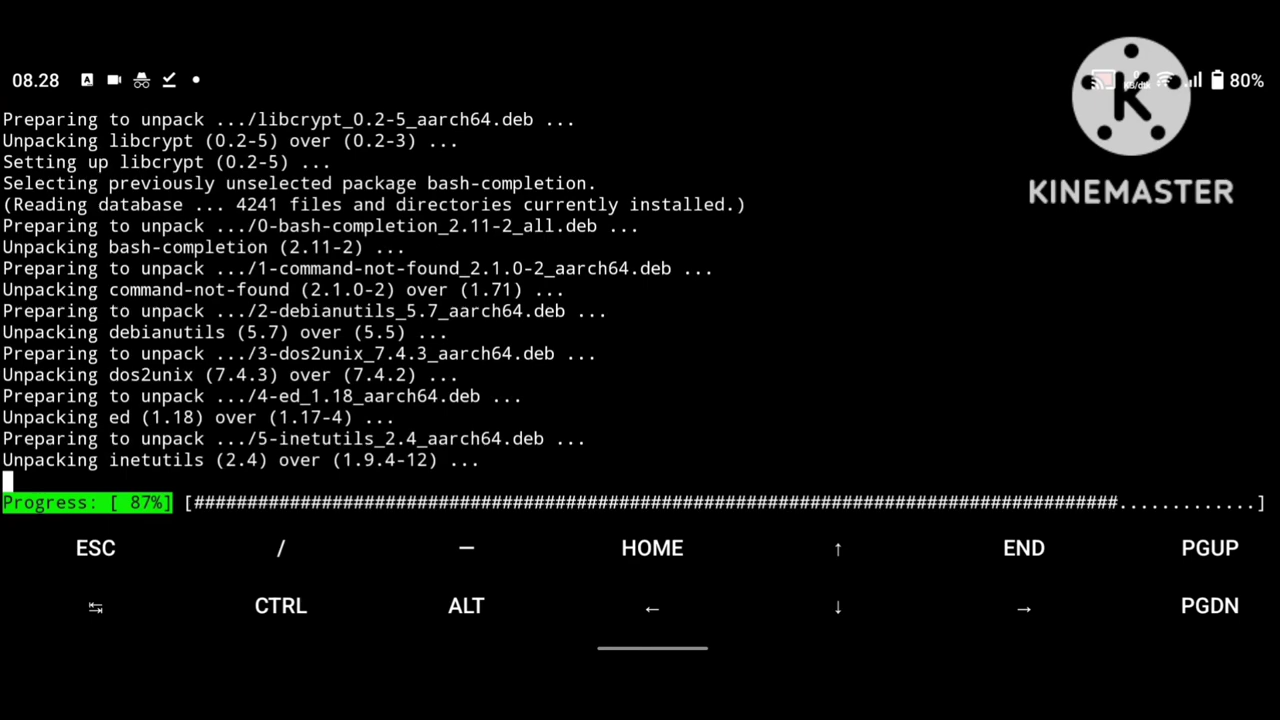 08.28
80%
K
KINEMASTER
Preparing to unpack .../libcrypt_0.2-5_aarch64.deb ...
Unpacking libcrypt (0.2-5) over (0.2-3) ...
Setting up libcrypt (0.2-5) ...
Selecting previously unselected package bash-completion.
(Reading database ... 4241 files and directories currently installed.)
Preparing to unpack .../0-bash-completion_2.11-2_all.deb ...
Unpacking bash-completion (2.11-2) ...
Preparing to unpack .../1-command-not-found_2.1.0-2_aarch64.deb ...
Unpacking command-not-found (2.1.0-2) over (1.71) ...
Preparing to unpack .../2-debianutils_5.7_aarch64.deb ...
Unpacking debianutils (5.7) over (5.5) ...
Preparing to unpack .../3-dos2unix_7.4.3_aarch64.deb ...
Unpacking dos2unix (7.4.3) over (7.4.2) ...
Preparing to unpack .../4-ed_1.18_aarch64.deb ...
Unpacking ed (1.18) over (1.17-4) ...
Preparing to unpack .../5-inetutils_2.4_aarch64.deb ...
Unpacking inetutils (2.4) over (1.9.4-12) ...
Progress: [ 87%] [#######################################################################################.............]
ESC / — HOME ↑ END PGUP
↹ CTRL ALT ← ↓ → PGDN